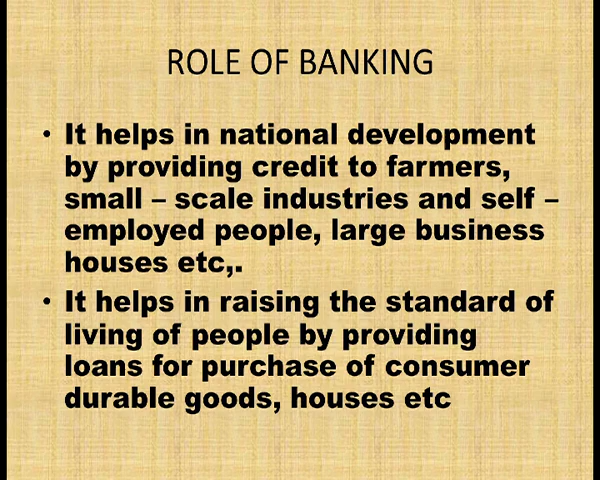 ROLE OF BANKING
• It helps in national development
by providing credit to farmers,
small – scale industries and self –
employed people, large business
houses etc,.
• It helps in raising the standard of
living of people by providing
loans for purchase of consumer
durable goods, houses etc